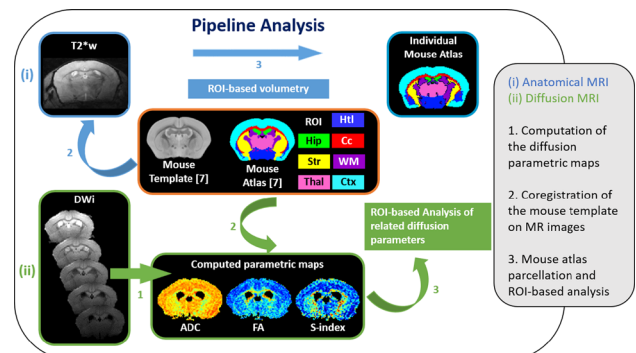 Pipeline Analysis
T2*w
3
Individual
Mouse Atlas
(i)
ROI-based volumetry
2
Mouse
Template [7]
Mouse
Atlas [7]
ROI
Htl
Hip
Cc
Str
WM
Thal
Ctx
DWi
2
ROI-based Analysis of
related diffusion
parameters
(ii)
1
Computed parametric maps
ADC
FA
S-index
3
(i) Anatomical MRI
(ii) Diffusion MRI
1. Computation of
the diffusion
parametric maps
2. Coregistration of
the mouse template
on MR images
3. Mouse atlas
parcellation and
ROI-based analysis